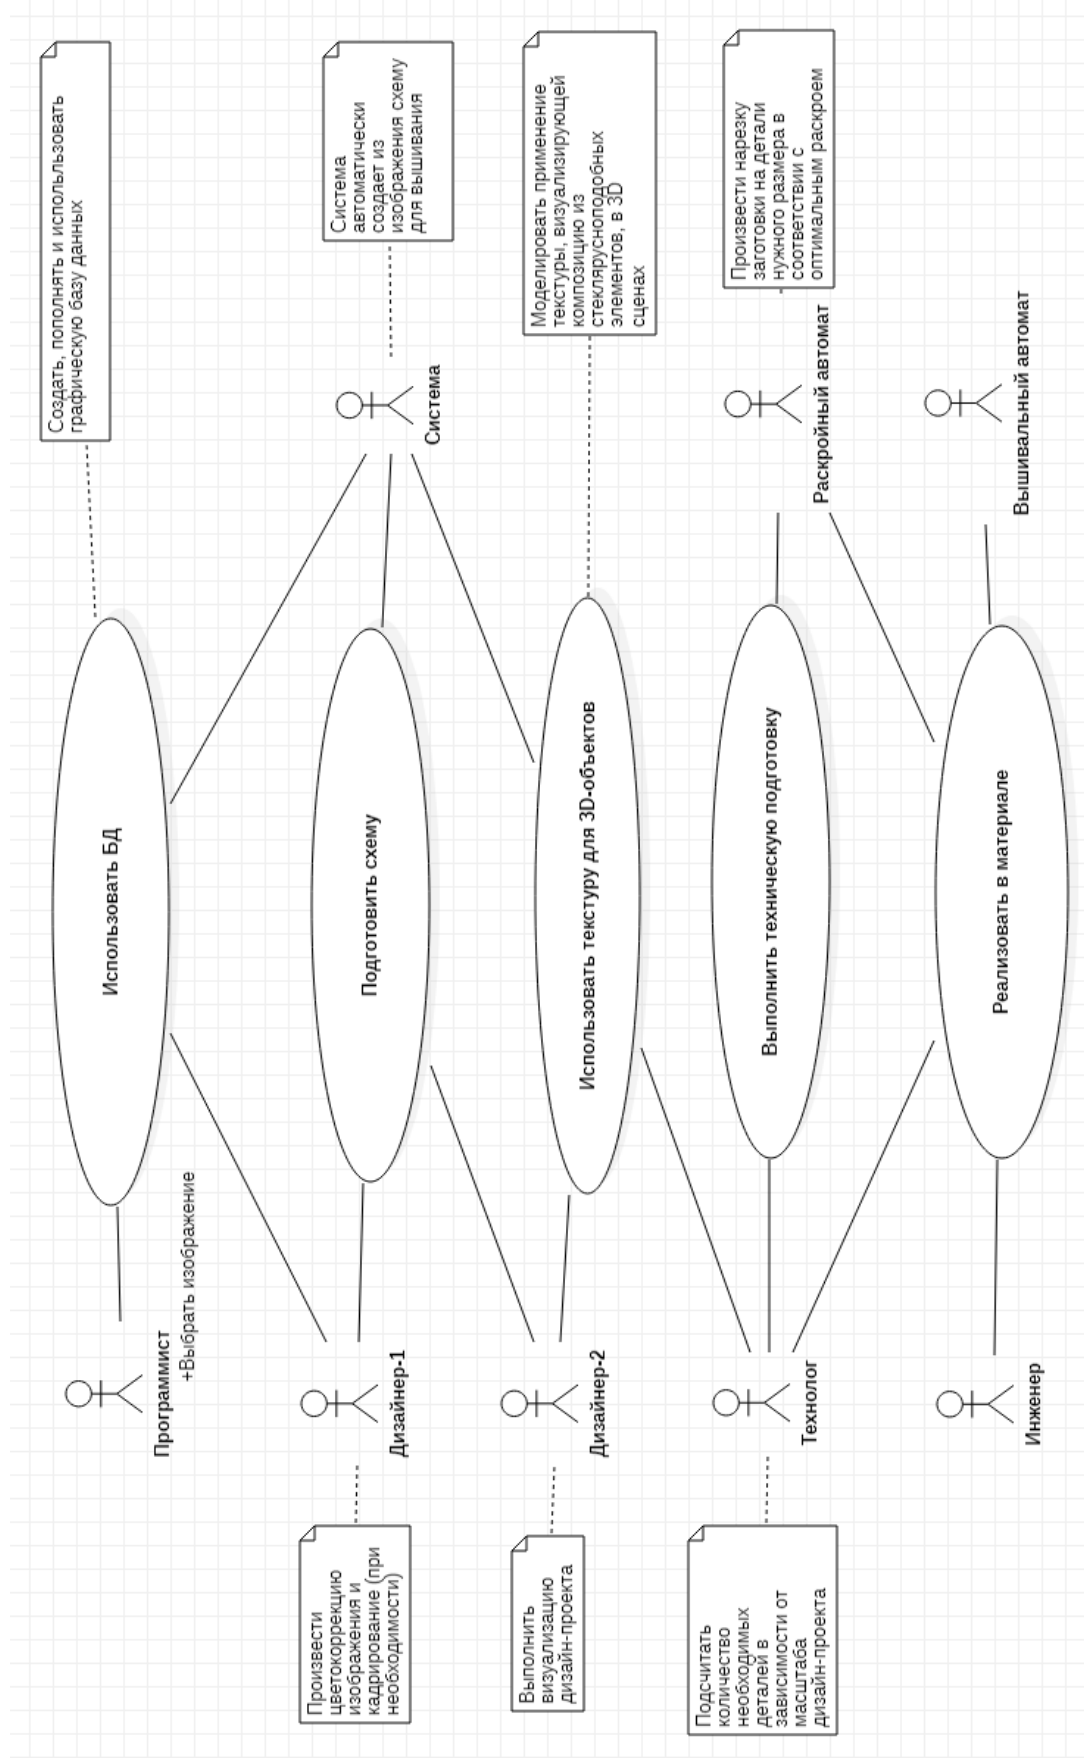 Создать, пополнять и испольльзовать
графическую базу данных
Использовать БД
Программист
+Выбрать изображение
Система
автоматически
создает из
изображения схему
для вышивания
Система
Подготовить схему
Дизайнер-1
Произвести
цветокоррекцию
изображения и
кадрирование (при
необходимости)
Моделировать применение
текстуры, визуализирующей
композицию из
стекляруснoподобных
элементов, в 3D
сценах
Использовать текстуру для 3D-объектов
Дизайнер-2
Выполнить
визуализацию
дизайн-проекта
Произвести нарезку
заготовки на детали
нужного размера в
соответствии с
оптимальным раскроем
Раскройный автомат
Выполнить техническую подготовку
Технолог
Подсчитать
количество
необходимых
деталей в
зависимости от
масштаба
дизайн-проекта
Вышивальный автомат
Реализовать в материале
Инженер